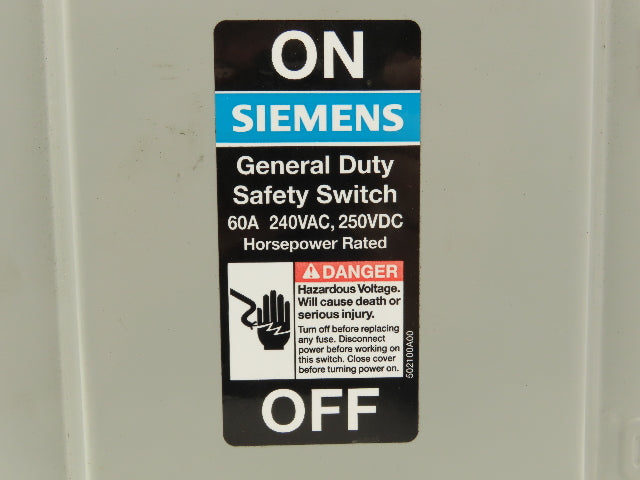 ON
SIEMENS
General Duty
Safety Switch
60A 240VAC, 250VDC
Horsepower Rated
DANGER
Hazardous Voltage.
Will cause death or
serious injury.
Turn off before replacing
any fuse. Disconnect
power before working on
this switch. Close cover
before turning power on.
502100A00
OFF